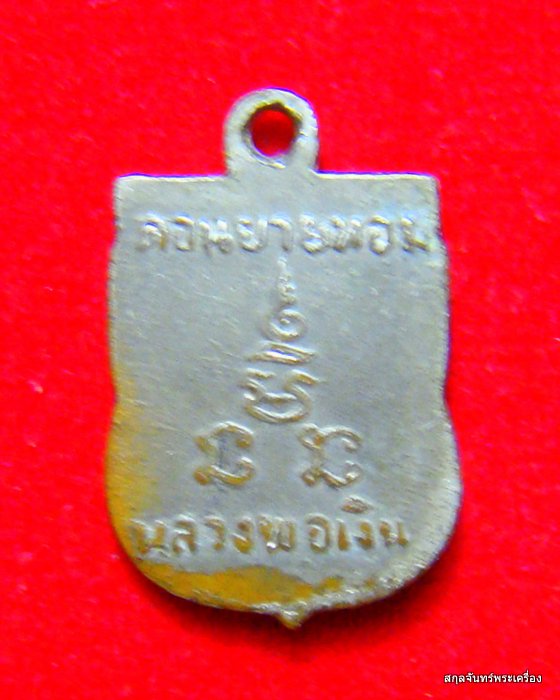 ดอนยายหอม
หลวงพ่อเงิน
สกุลจันทร์พระเครื่อง